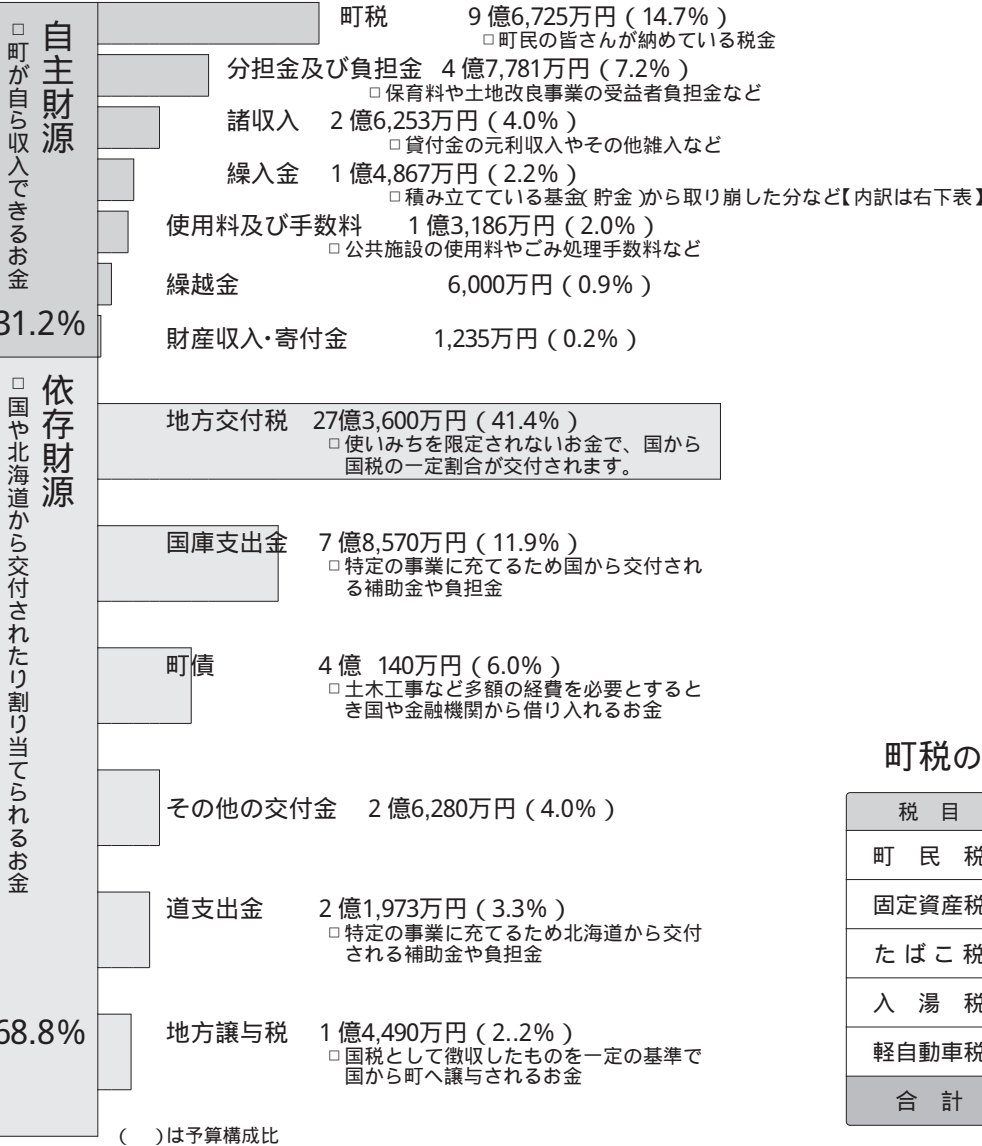 自主財源
□町が自ら収入できるお金
31.2%
町税 9億6,725万円(14.7%)
□町民の皆さんが納めている税金
分担金及び負担金 4億7,781万円(7.2%)
□保育料や土地改良事業の受益者負担金など
諸収入 2億6,253万円(4.0%)
□貸付金の元利収入やその他雑入など
繰入金 1億4,867万円(2.2%)
□積み立てている基金(貯金)から取り崩した分など【内訳は右下表】
使用料及び手数料 1億3,186万円(2.0%)
□公共施設の使用料やごみ処理手数料など
繰越金 6,000万円(0.9%)
財産収入・寄付金 1,235万円(0.2%)
依存財源
□国や北海道から交付されたり割り当てられるお金
68.8%
地方交付税 27億3,600万円(41.4%)
□使いみちを限定されないお金で、国から
国税の一定割合が交付されます。
国庫支出金 7億8,570万円(11.9%)
□特定の事業に充てるため国から交付され
る補助金や負担金
町債 4億 140万円(6.0%)
□土木工事など多額の経費を必要とすると
き国や金融機関から借り入れるお金
その他の交付金 2億6,280万円(4.0%)
道支出金 2億1,973万円(3.3%)
□特定の事業に充てるため北海道から交付
される補助金や負担金
地方譲与税 1億4,490万円(2..2%)
□国税として徴収したものを一定の基準で
国から町へ譲与されるお金
( )は予算構成比
町税の
税目
町民税
固定資産税
たばこ税
入湯税
軽自動車税
合計